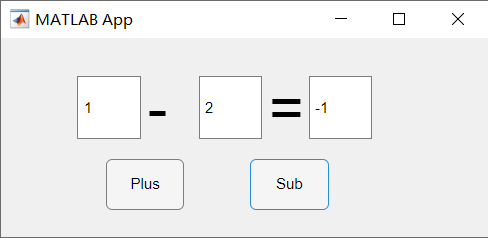 MATLAB App
1 - 2 = -1
Plus Sub